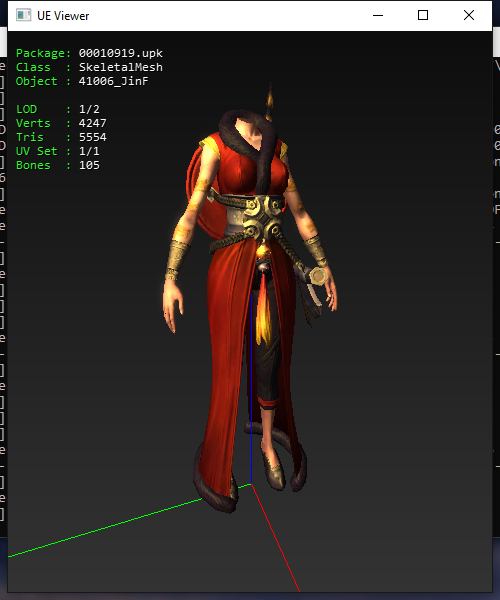 UE Viewer
Package: 00010919.upk
Class  : SkeletalMesh
Object : 41006_JinF
LOD    : 1/2
Verts  : 4247
Tris   : 5554
UV Set : 1/1
Bones  : 105